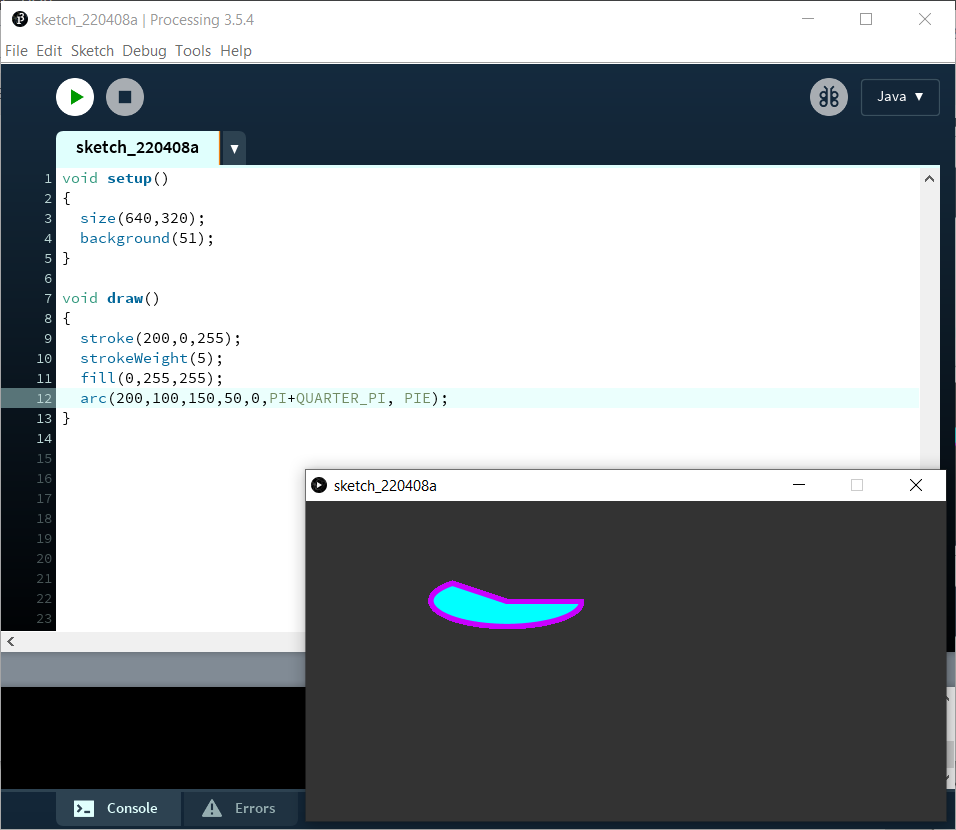 sketch_220408a | Processing 3.5.4
File Edit Sketch Debug Tools Help
Java ▼
sketch_220408a ▼
1 void setup()
2 {
3   size(640,320);
4   background(51);
5 }
6
7 void draw()
8 {
9   stroke(200,0,255);
10   strokeWeight(5);
11   fill(0,255,255);
12   arc(200,100,150,50,0,PI+QUARTER_PI, PIE);
13 }
14
15
16
17
18
19
20
21
22
23
sketch_220408a
Console Errors